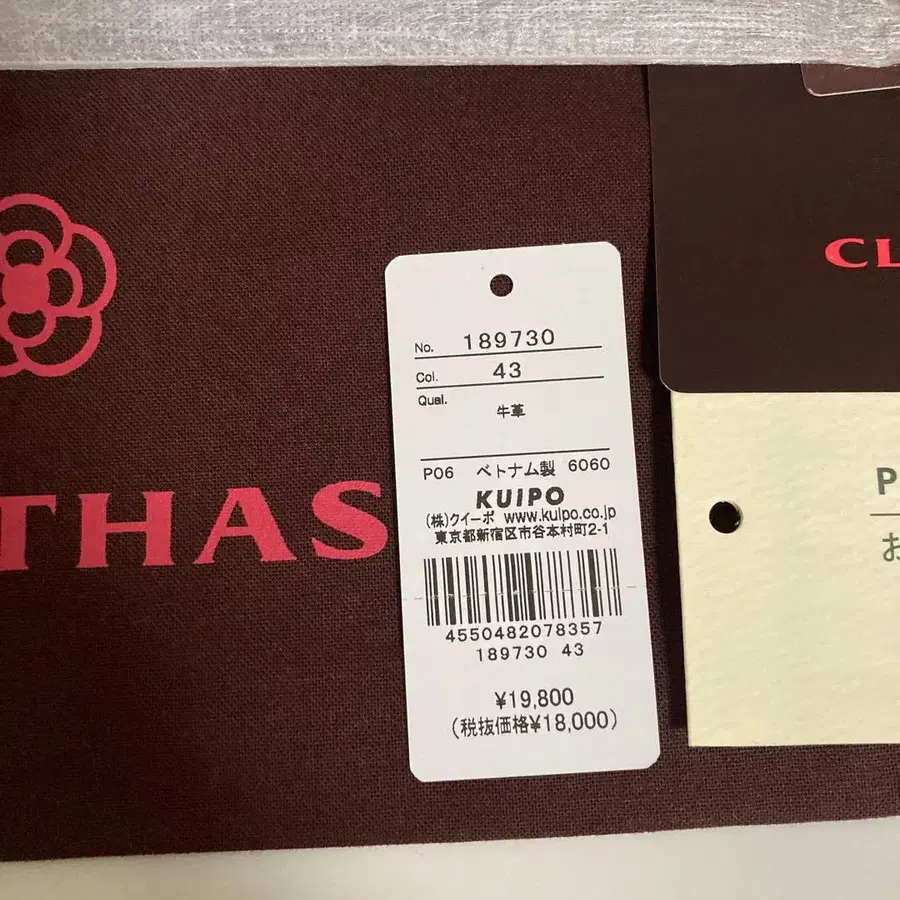 THAS
No. 189730
Col. 43
Qual. 牛革
P06 ベトナム製 6060
KUIPO
(株)クイーポ www.kuipo.co.jp
東京都新宿区市谷本村町2-1
4550482078357
189730 43
¥19,800
(税抜価格¥18,000)
CL
P
お